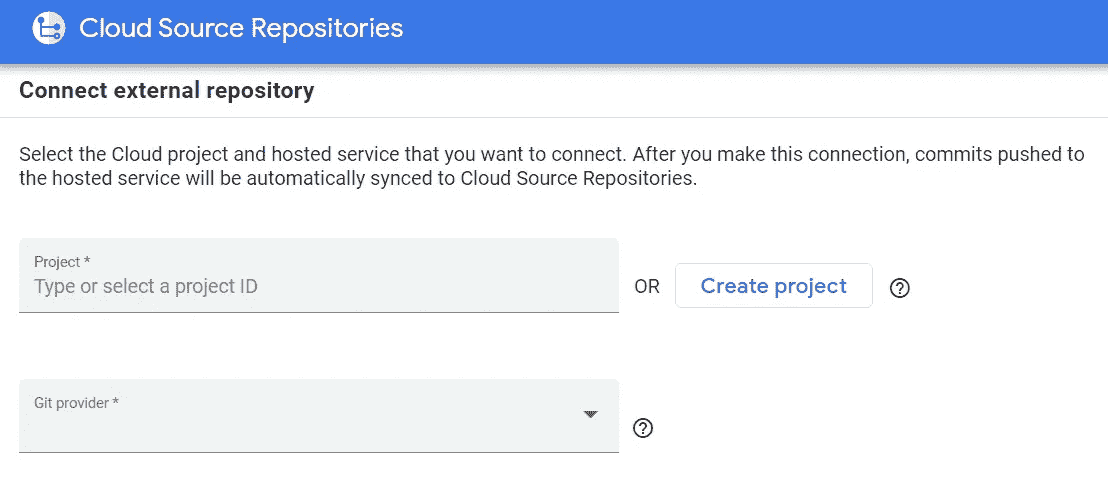 Cloud Source Repositories
Connect external repository
Select the Cloud project and hosted service that you want to connect. After you make this connection, commits pushed to
the hosted service will be automatically synced to Cloud Source Repositories.
Project *
Type or select a project ID
OR
Create project
?
Git provider *
?